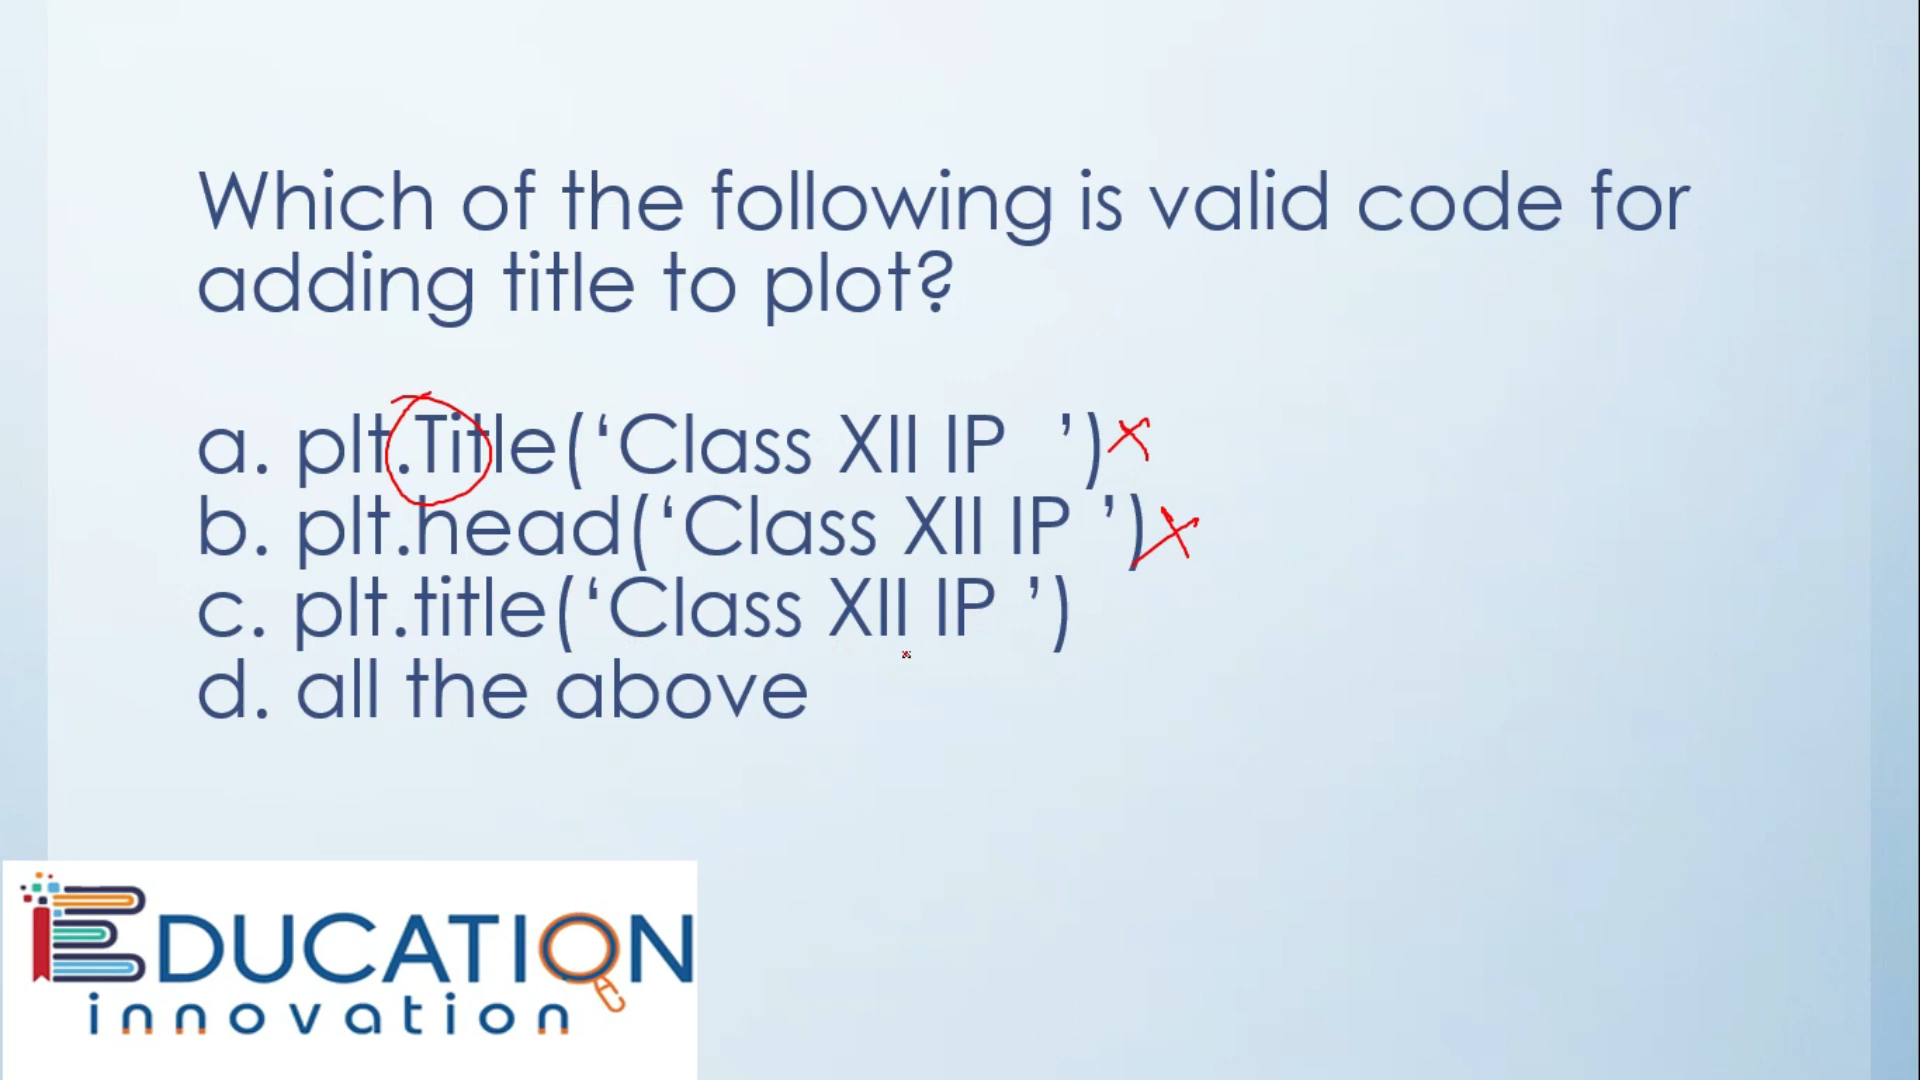 Which of the following is valid code for
adding title to plot?
a. plt.Title(‘Class XII IP  ’)
b. plt.head(‘Class XII IP ’)
c. plt.title(‘Class XII IP ’)
d. all the above
EDUCATION
innovation